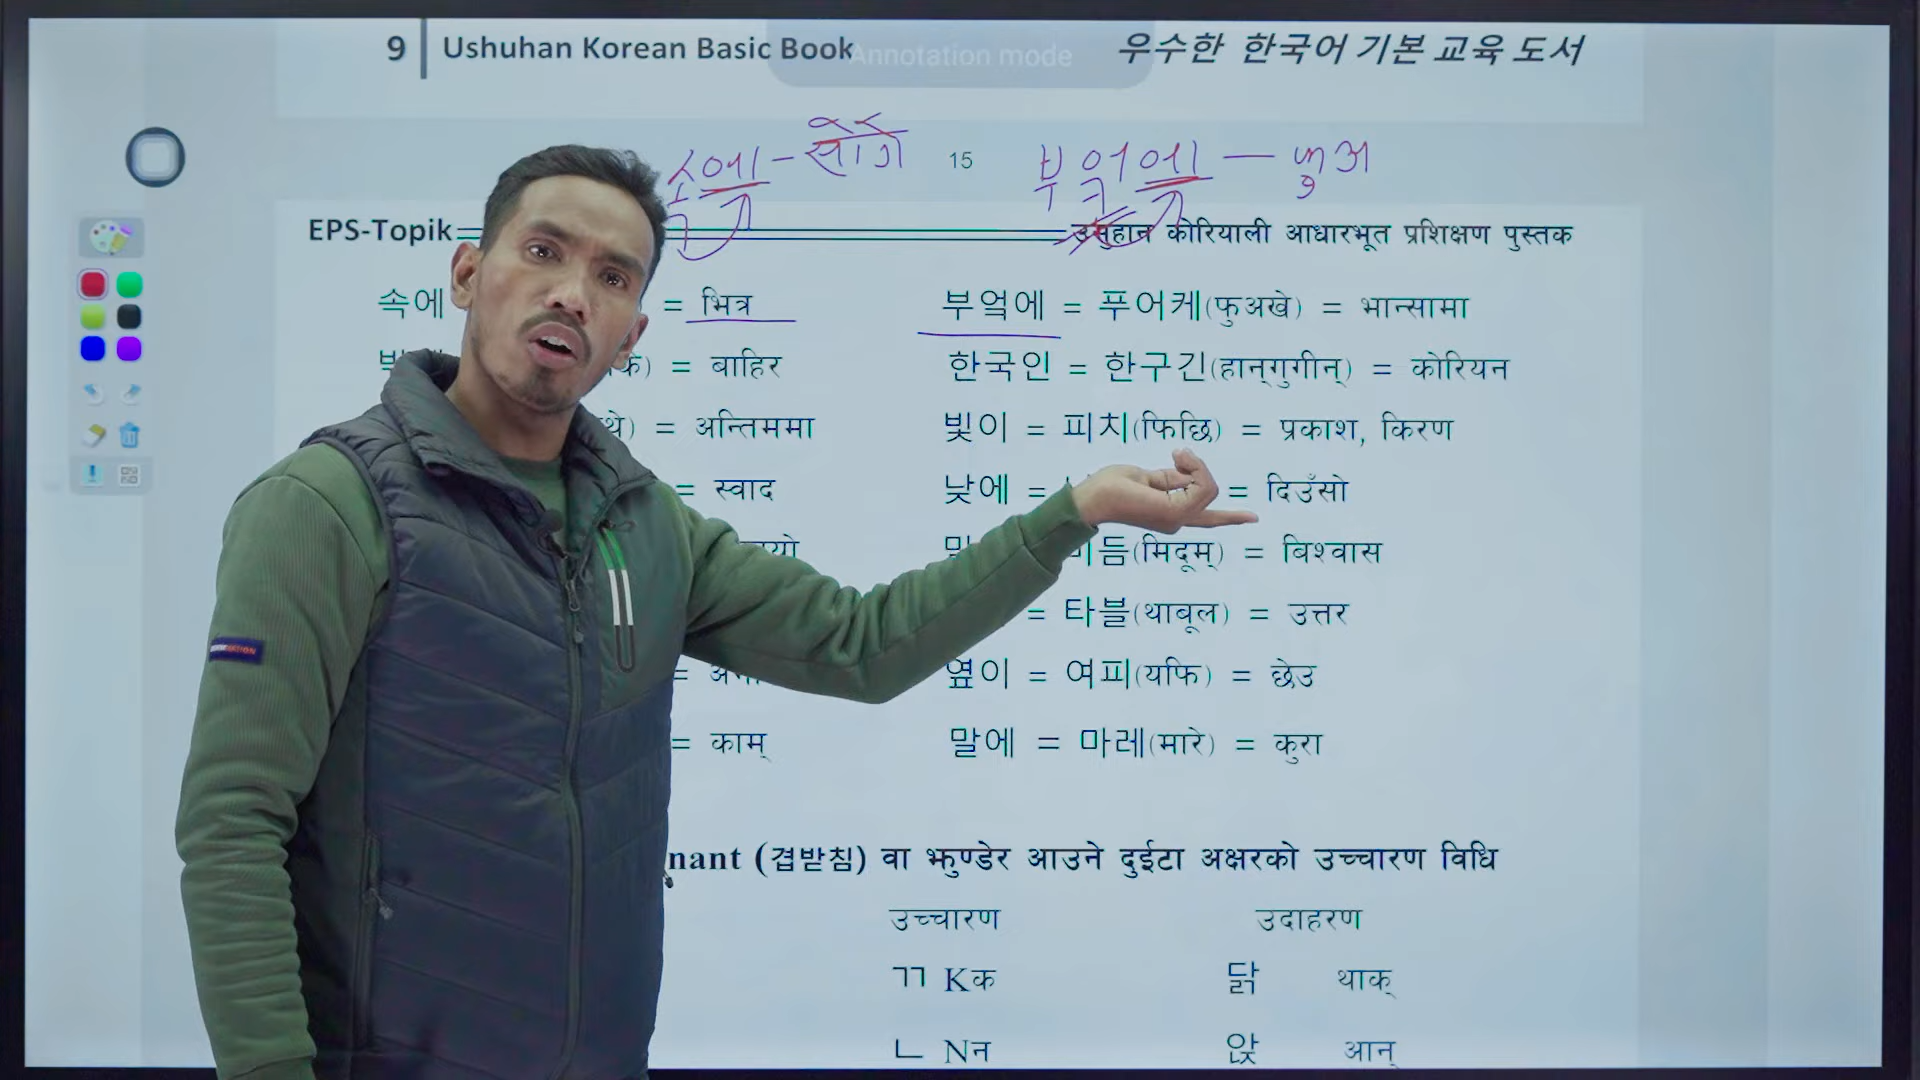 9 | Ushuhan Korean Basic Book Annotation mode 우수한 한국어 기본 교육 도서
15
EPS-Topik उसुहान कोरियाली आधारभूत प्रशिक्षण पुस्तक
속에 = भित्र 부엌에 = 푸어케(फुअखे) = भान्सामा
= बाहिर 한국인 = 한구긴(हान्गुगीन्) = कोरियन
= अन्तिममा 빛이 = 피치(फिछि) = प्रकाश, किरण
= स्वाद 낮에 = = दिउँसो
듬(मिदूम्) = बिश्वास
= 타블(थाबूल) = उत्तर
옆이 = 여피(यफि) = छेउ
= काम् 말에 = 마레(मारे) = कुरा
nant (겹받침) वा झुण्डेर आउने दुईटा अक्षरको उच्चारण विधि
उच्चारण उदाहरण
ㄲ Kक 닭 थाक्
ㄴ Nन 앉 आन्